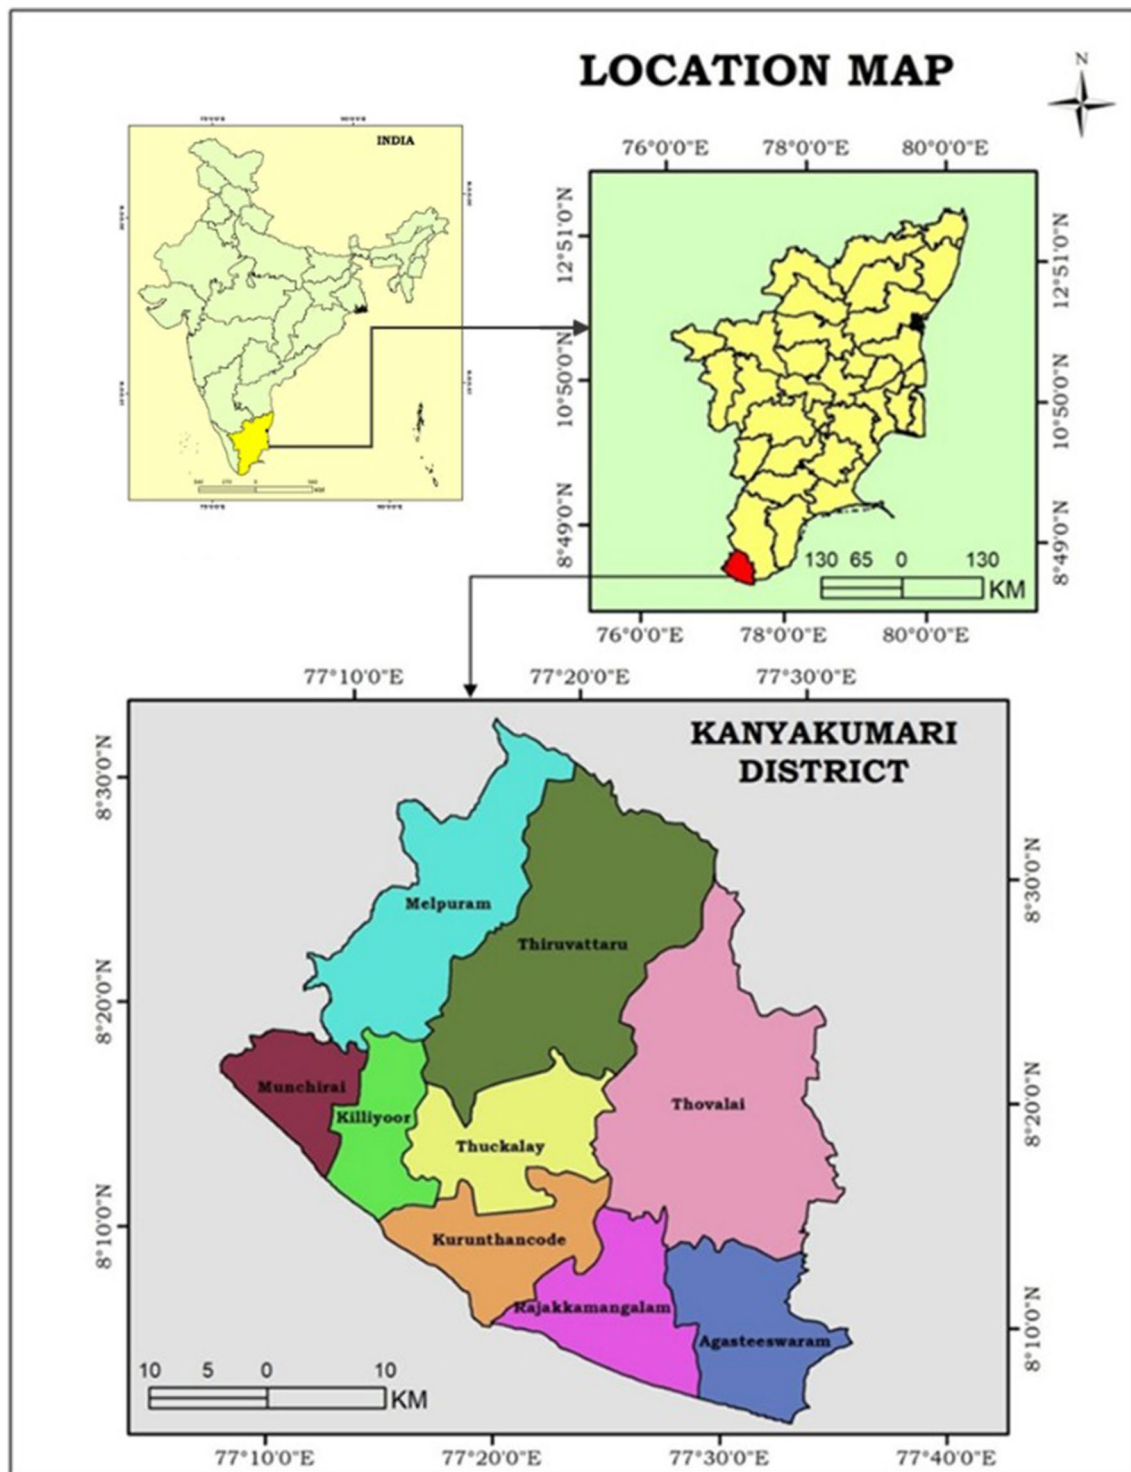 LOCATION MAP
N
INDIA
KM
76°0'0"E 78°0'0"E 80°0'0"E
12°51'0"N
10°50'0"N
8°49'0"N
12°51'0"N
10°50'0"N
8°49'0"N
130 65 0 130
KM
76°0'0"E 78°0'0"E 80°0'0"E
77°10'0"E 77°20'0"E 77°30'0"E
KANYAKUMARI
DISTRICT
8°30'0"N
8°20'0"N
8°10'0"N
8°30'0"N
8°20'0"N
8°10'0"N
Melpuram
Thiruvattaru
Munchirai
Killiyoor
Thovalai
Thuckalay
Kurunthancode
Rajakkamangalam
Agasteeswaram
10 5 0 10
KM
77°10'0"E 77°20'0"E 77°30'0"E 77°40'0"E